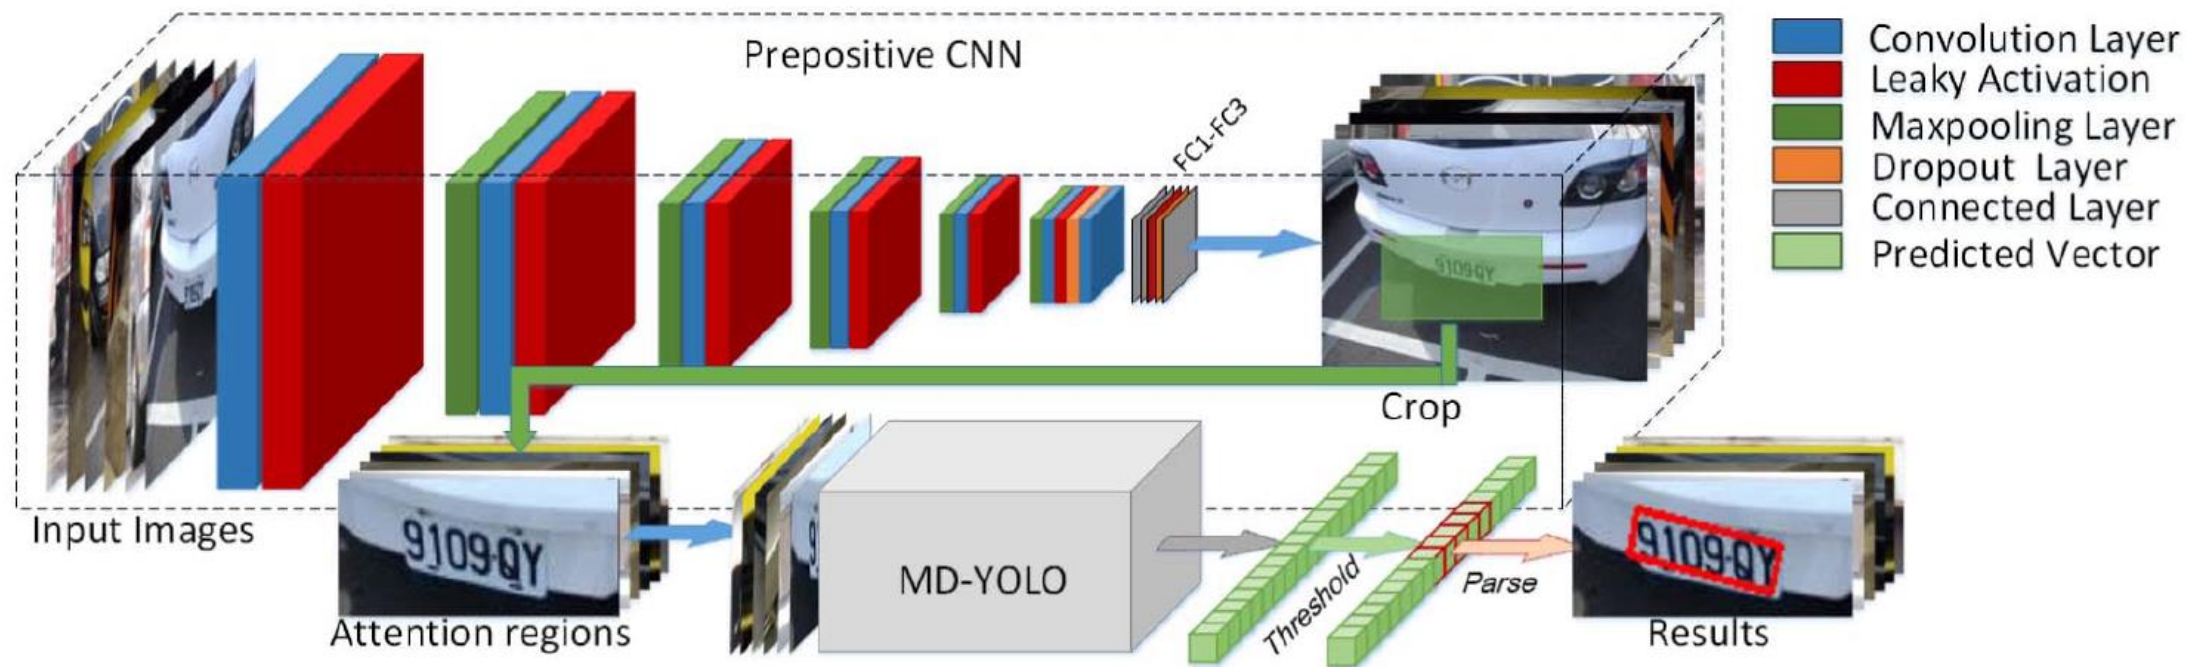 Prepositive CNN
Convolution Layer
Leaky Activation
Maxpooling Layer
Dropout Layer
Connected Layer
Predicted Vector
FC1-FC3
9109QY
Crop
Input Images
9109·QY
Attention regions
MD-YOLO
Threshold
Parse
9109·QY
Results